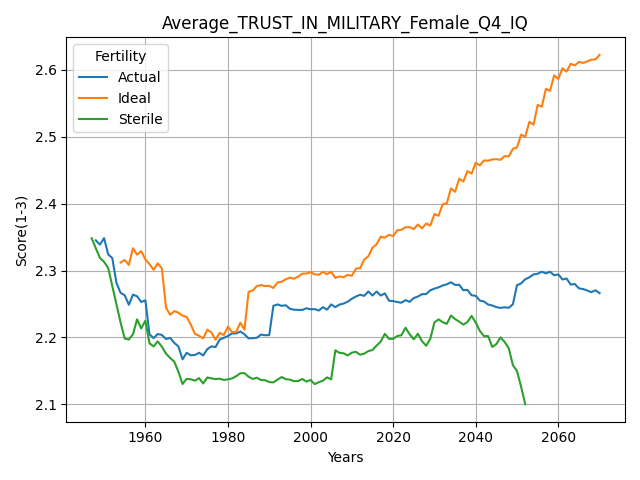 Average_TRUST_IN_MILITARY_Female_Q4_IQ
Fertility
Actual
Ideal
Sterile
Score(1-3)
2.6
2.5
2.4
2.3
2.2
2.1
1960
1980
2000
2020
2040
2060
Years